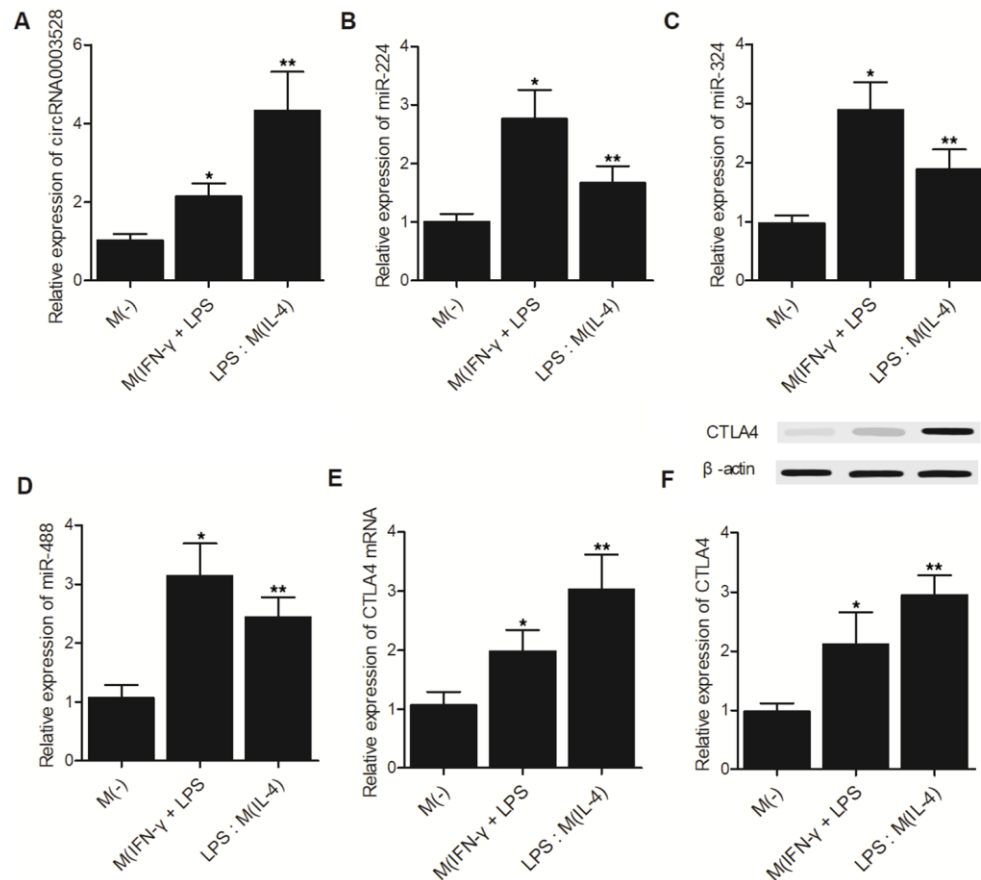 A
Relative expression of circRNA0003528
6
4
2
0
*
**
M(-)
M(IFN-γ + LPS
LPS : M(IL-4)
B
Relative expression of miR-224
4
3
2
1
0
*
**
M(-)
M(IFN-γ + LPS
LPS : M(IL-4)
C
Relative expression of miR-324
4
3
2
1
0
*
**
M(-)
M(IFN-γ + LPS
LPS : M(IL-4)
D
Relative expression of miR-488
4
3
2
1
0
*
**
M(-)
M(IFN-γ + LPS
LPS : M(IL-4)
E
Relative expression of CTLA4 mRNA
4
3
2
1
0
*
**
M(-)
M(IFN-γ + LPS
LPS : M(IL-4)
CTLA4
β -actin
F
Relative expression of CTLA4
4
3
2
1
0
*
**
M(-)
M(IFN-γ + LPS
LPS : M(IL-4)